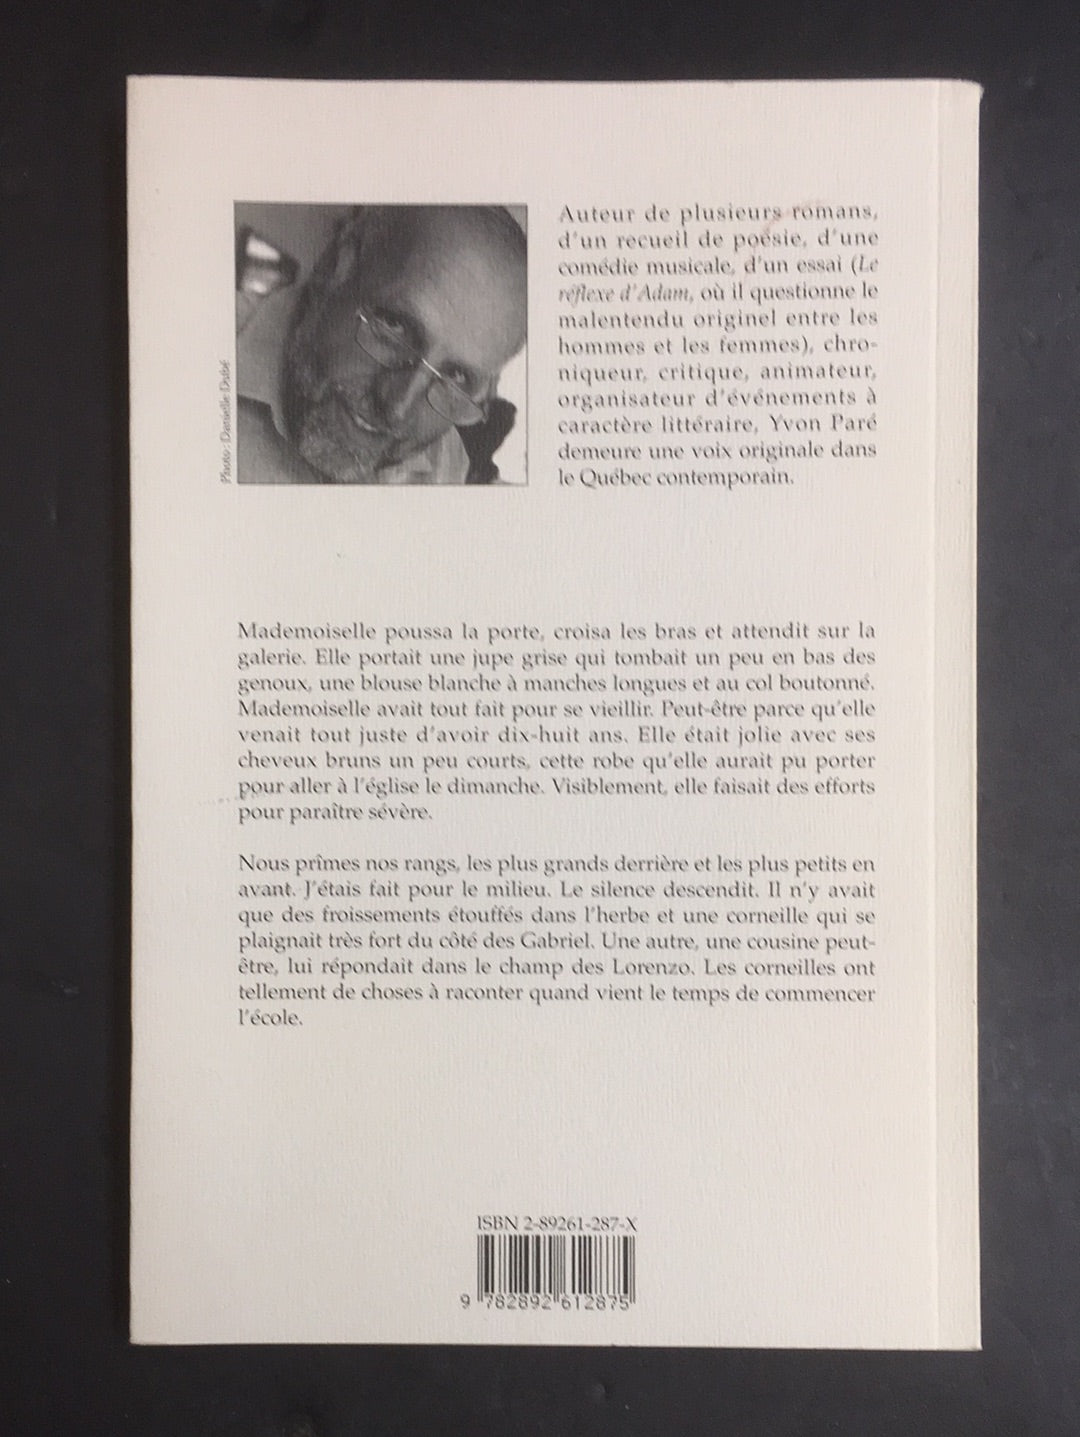 Auteur de plusieurs romans,
d'un recueil de poésie, d'une
comédie musicale, d'un essai (Le
réflexe d'Adam, où il questionne le
malentendu originel entre les
hommes et les femmes), chro-
niqueur, critique, animateur,
organisateur d'événements à
caractère littéraire, Yvon Paré
demeure une voix originale dans
le Québec contemporain.
Photo : Danielle Dubé
Mademoiselle poussa la porte, croisa les bras et attendit sur la
galerie. Elle portait une jupe grise qui tombait un peu en bas des
genoux, une blouse blanche à manches longues et au col boutonné.
Mademoiselle avait tout fait pour se vieillir. Peut-être parce qu'elle
venait tout juste d'avoir dix-huit ans. Elle était jolie avec ses
cheveux bruns un peu courts, cette robe qu'elle aurait pu porter
pour aller à l'église le dimanche. Visiblement, elle faisait des efforts
pour paraître sévère.
Nous prîmes nos rangs, les plus grands derrière et les plus petits en
avant. J'étais fait pour le milieu. Le silence descendit. Il n'y avait
que des froissements étouffés dans l'herbe et une corneille qui se
plaignait très fort du côté des Gabriel. Une autre, une cousine peut-
être, lui répondait dans le champ des Lorenzo. Les corneilles ont
tellement de choses à raconter quand vient le temps de commencer
l'école.
ISBN 2-89261-287-X
9 782892 612875